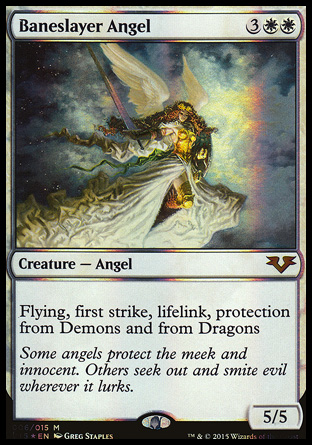 Baneslayer Angel 3
Creature — Angel
Flying, first strike, lifelink, protection
from Demons and from Dragons
Some angels protect the meek and
innocent. Others seek out and smite evil
wherever it lurks.
5/5
/015 M
EN GREG STAPLES
™ & © 2015 Wizards of